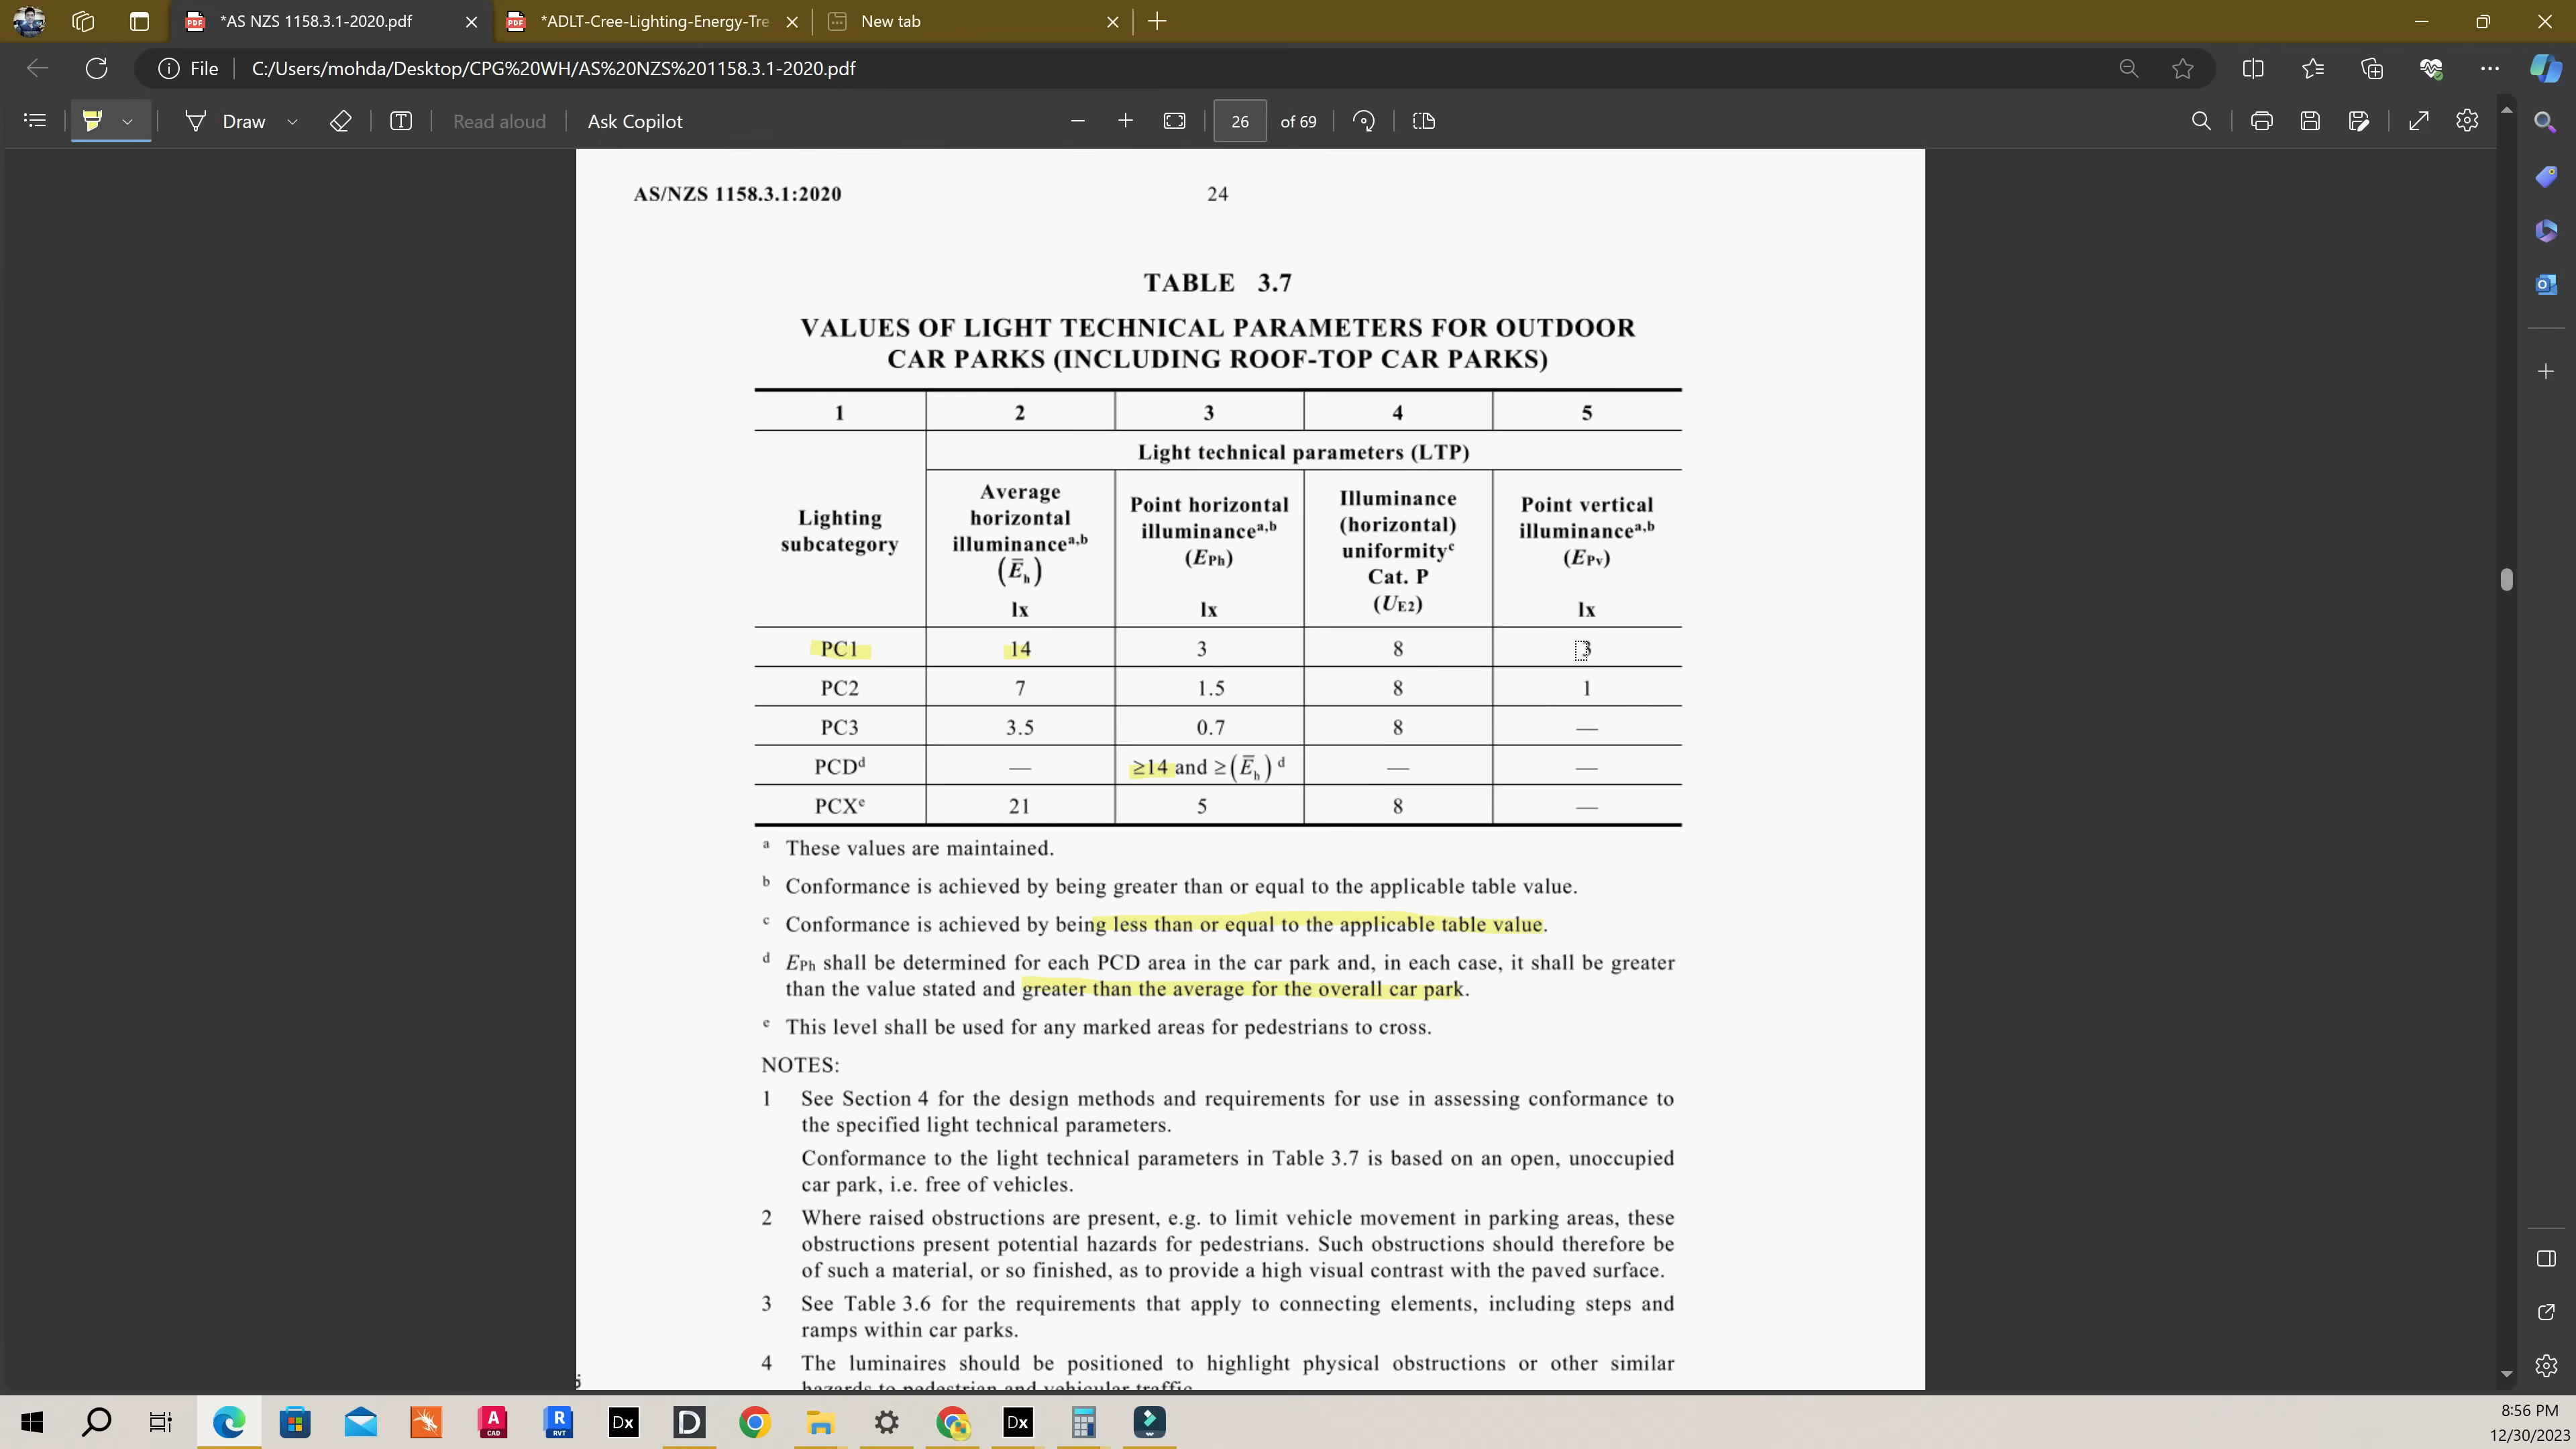 *AS NZS 1158.3.1-2020.pdf
*ADLT-Cree-Lighting-Energy-Tre
New tab
File
C:/Users/mohda/Desktop/CPG%20WH/AS%20NZS%201158.3.1-2020.pdf
Draw
Read aloud
Ask Copilot
26 of 69
AS/NZS 1158.3.1:2020 24
TABLE 3.7
VALUES OF LIGHT TECHNICAL PARAMETERS FOR OUTDOOR
CAR PARKS (INCLUDING ROOF-TOP CAR PARKS)
1 2 3 4 5
Light technical parameters (LTP)
Lighting
subcategory
Average
horizontal
illuminanceᵃ,ᵇ
(Ēh)
lx
Point horizontal
illuminanceᵃ,ᵇ
(EPh)
lx
Illuminance
(horizontal)
uniformityᶜ
Cat. P
(UE2)
Point vertical
illuminanceᵃ,ᵇ
(EPv)
lx
PC1 14 3 8 3
PC2 7 1.5 8 1
PC3 3.5 0.7 8 —
PCDᵈ — ≥14 and ≥(Ēh) ᵈ — —
PCXᵉ 21 5 8 —
ᵃ These values are maintained.
ᵇ Conformance is achieved by being greater than or equal to the applicable table value.
ᶜ Conformance is achieved by being less than or equal to the applicable table value.
ᵈ EPh shall be determined for each PCD area in the car park and, in each case, it shall be greater
than the value stated and greater than the average for the overall car park.
ᵉ This level shall be used for any marked areas for pedestrians to cross.
NOTES:
1 See Section 4 for the design methods and requirements for use in assessing conformance to
the specified light technical parameters.
Conformance to the light technical parameters in Table 3.7 is based on an open, unoccupied
car park, i.e. free of vehicles.
2 Where raised obstructions are present, e.g. to limit vehicle movement in parking areas, these
obstructions present potential hazards for pedestrians. Such obstructions should therefore be
of such a material, or so finished, as to provide a high visual contrast with the paved surface.
3 See Table 3.6 for the requirements that apply to connecting elements, including steps and
ramps within car parks.
4 The luminaires should be positioned to highlight physical obstructions or other similar
hazards to pedestrian and vehicular traffic.
8:56 PM
12/30/2023